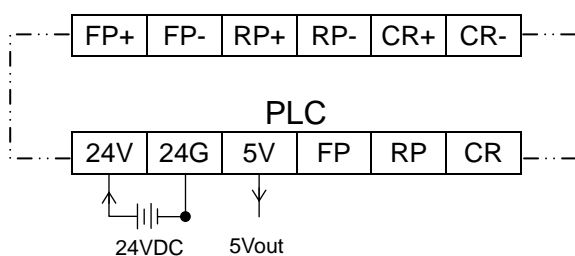 FP+ FP- RP+ RP- CR+ CR-
PLC
24V 24G 5V FP RP CR
24VDC 5Vout